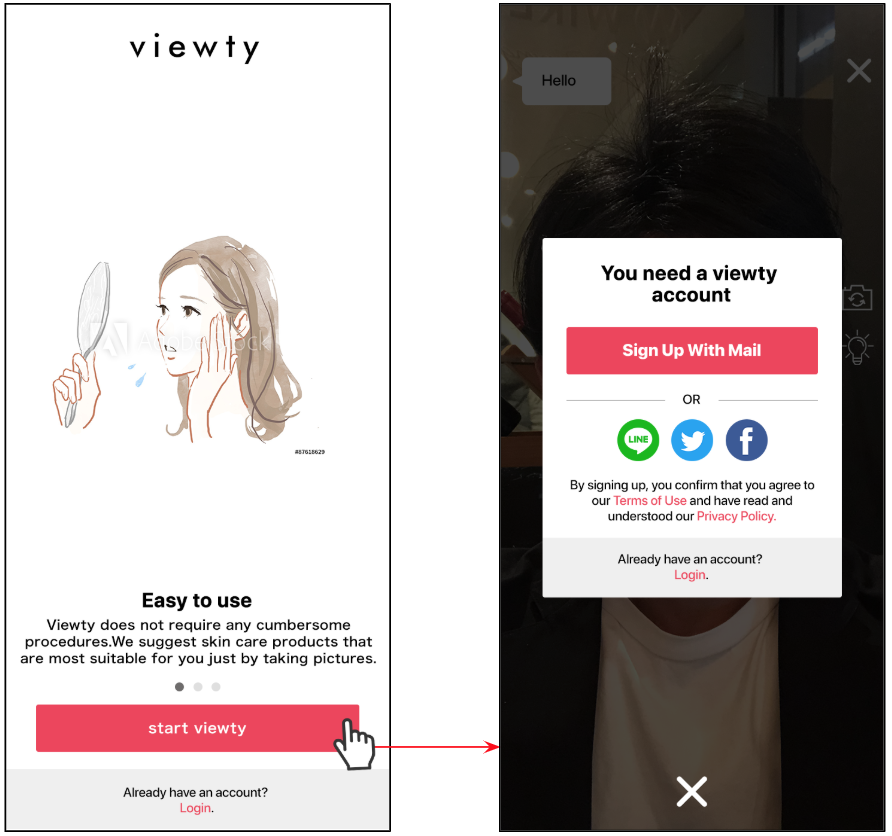 viewty
Adobe Stock
#87618629
Easy to use
Viewty does not require any cumbersome
procedures.We suggest skin care products that
are most suitable for you just by taking pictures.
start viewty
Already have an account?
Login.
Hello
You need a viewty
account
Sign Up With Mail
OR
LINE
By signing up, you confirm that you agree to
our Terms of Use and have read and
understood our Privacy Policy.
Already have an account?
Login.